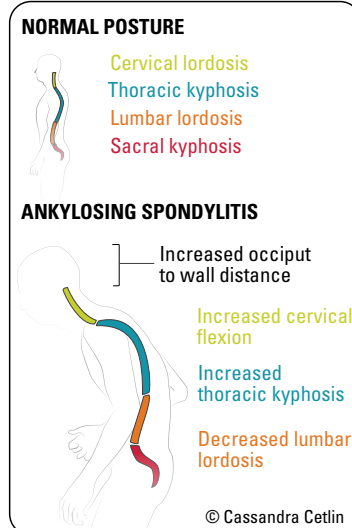 NORMAL POSTURE
Cervical lordosis
Thoracic kyphosis
Lumbar lordosis
Sacral kyphosis
ANKYLOSING SPONDYLITIS
Increased occiput
to wall distance
Increased cervical
flexion
Increased
thoracic kyphosis
Decreased lumbar
lordosis
© Cassandra Cetlin